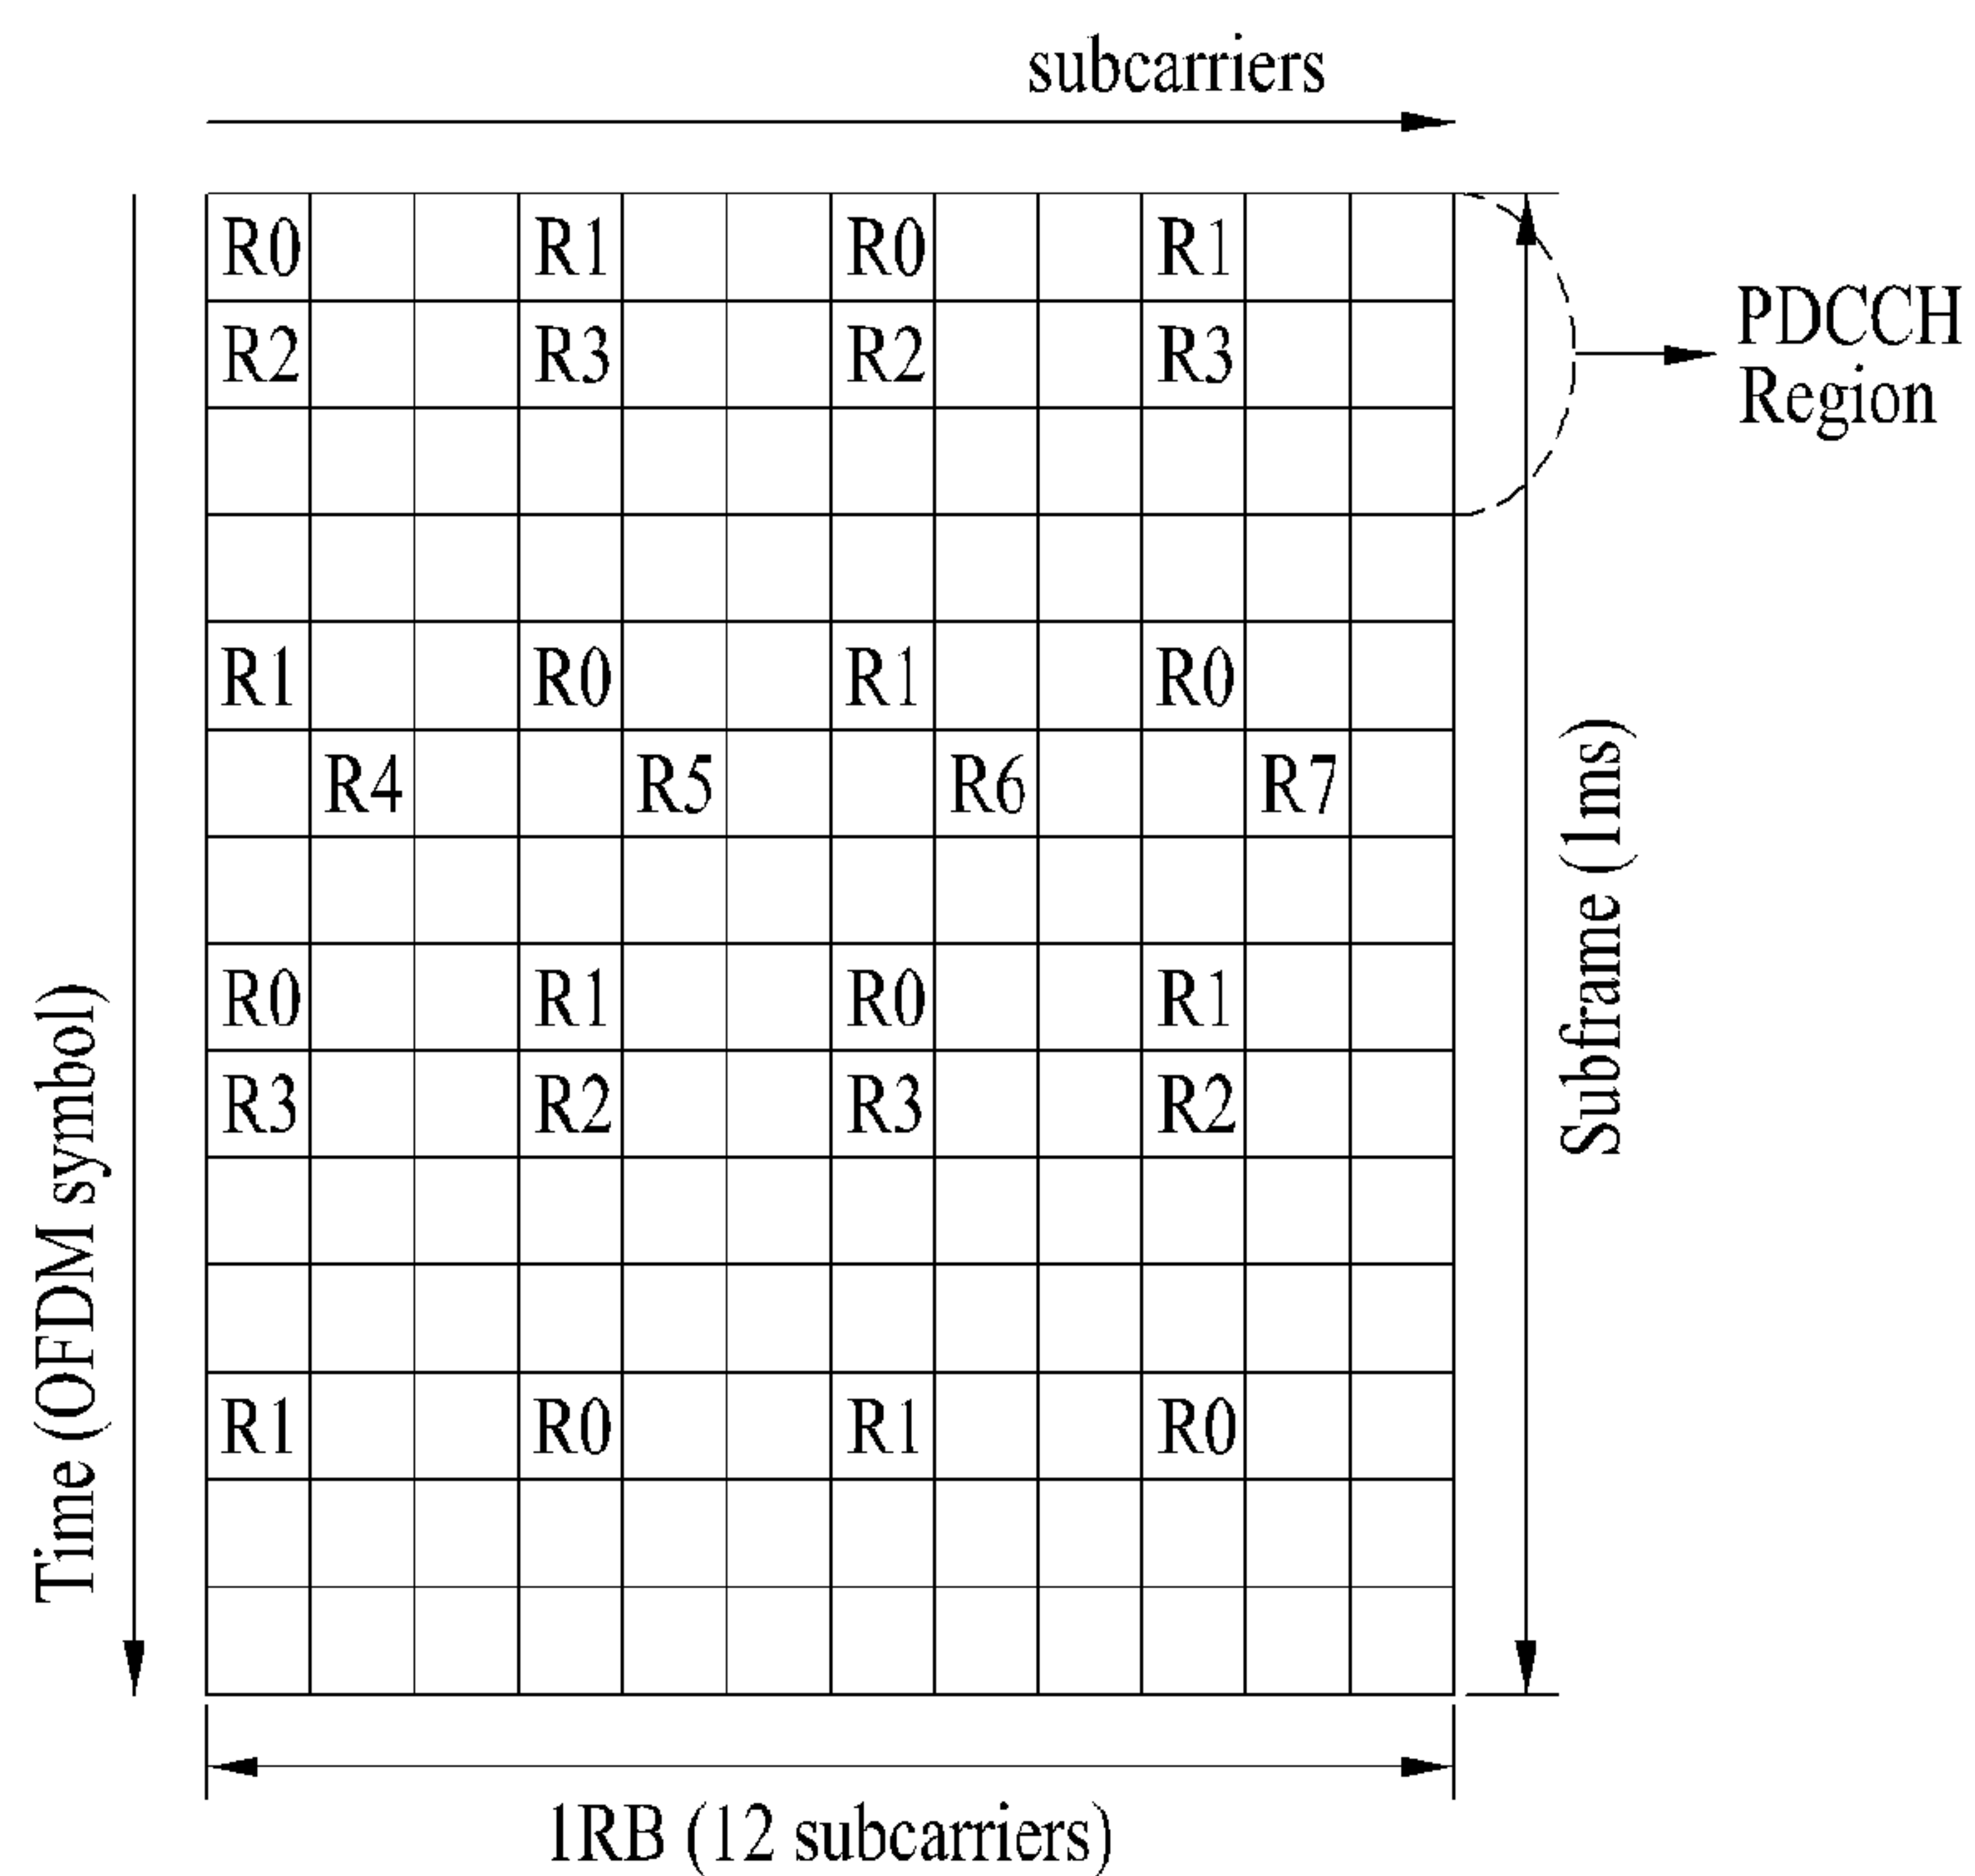 subcarriers
R0 R1 R0 R1
R2 R3 R2 R3
PDCCH
Region
R1 R0 R1 R0
R4 R5 R6 R7
R0 R1 R0 R1
R3 R2 R3 R2
R1 R0 R1 R0
Time (OFDM symbol)
Subframe (1ms)
1RB (12 subcarriers)